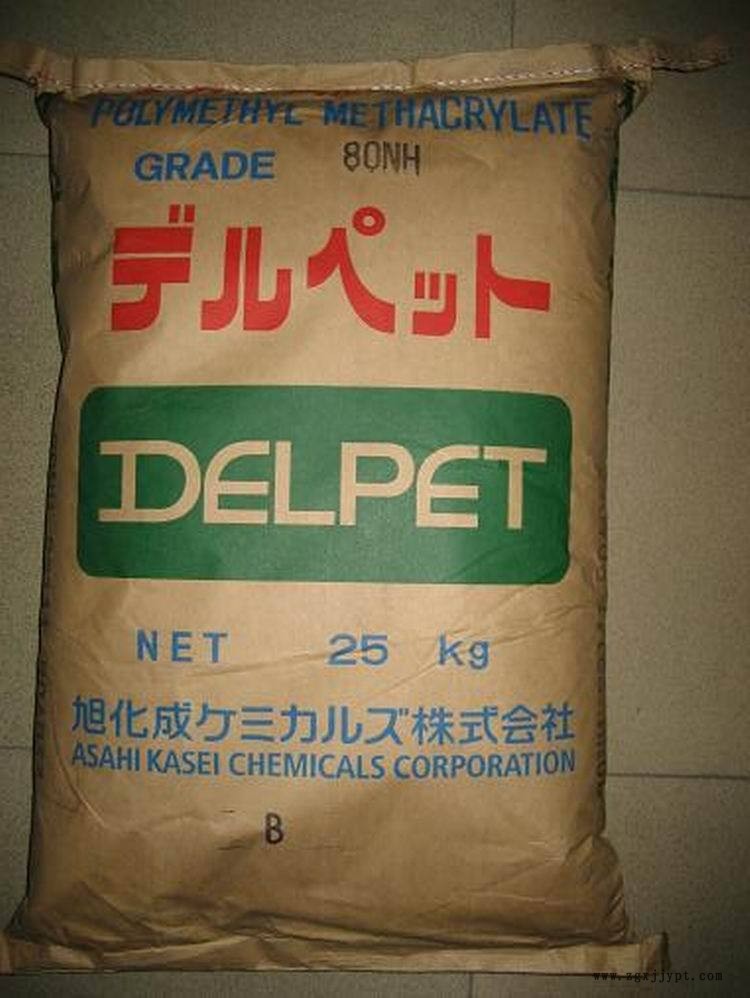 POLYMETHYL METHACRYLATE
GRADE 80NH
デルペット
DELPET
NET 25 kg
旭化成ケミカルズ株式会社
ASAHI KASEI CHEMICALS CORPORATION
B
www.zgxjjypt.com